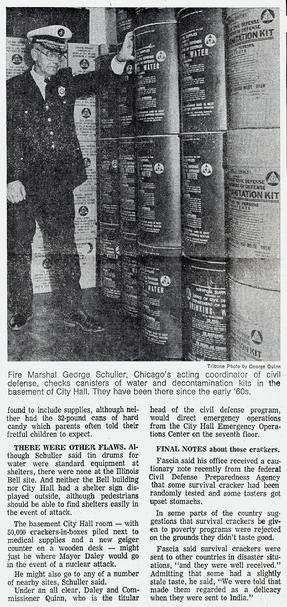 CIVIL DEFENSE
WATER
CIVIL DEFENSE
SANITATION KIT
SANITATION KIT
WATER
DRINKING
KIT
Tribune Photo by George Quinn
Fire Marshal George Schuller, Chicago's acting coordinator of civil
defense, checks canisters of water and decontamination kits in the
basement of City Hall. They have been there since the early '60s.
found to include supplies, although nei-
ther had the 32-pound cans of hard
candy which parents often told their
fretful children to expect.
THERE WERE OTHER FLAWS. Al-
though Schuller said tin drums for
water were standard equipment at
shelters, there were none at the Illinois
Bell site. And neither the Bell building
nor City Hall had a shelter sign dis-
played outside, although pedestrians
should be able to find shelters easily in
the event of attack.
The basement City Hall room — with
50,000 crackers-in-boxes piled next to
medical supplies and a new geiger
counter on a wooden desk — might
just be where Mayor Daley would go
in the event of a nuclear attack.
He might also go to any of a number
of nearby sites, Schuller said.
Under an all clear, Daley and Com-
missioner Quinn, who is the titular
head of the civil defense program,
would direct emergency operations
from the City Hall Emergency Opera-
tions Center on the seventh floor.
FINAL NOTES about those crackers.
Fascia said his office received a cau-
tionary note recently from the federal
Civil Defense Preparedness Agency
that some survival cracker had been
randomly tested and some tasters got
upset stomachs.
In some parts of the country sug-
gestions that survival crackers be giv-
en to poverty programs were rejected
on the grounds they didn't taste good.
Fascia said survival crackers were
sent to other countries in disaster situ-
ations, "and they were well received."
Admitting that some had a slightly
stale taste, he said, "We were told that
made them regarded as a delicacy
when they were sent to India."